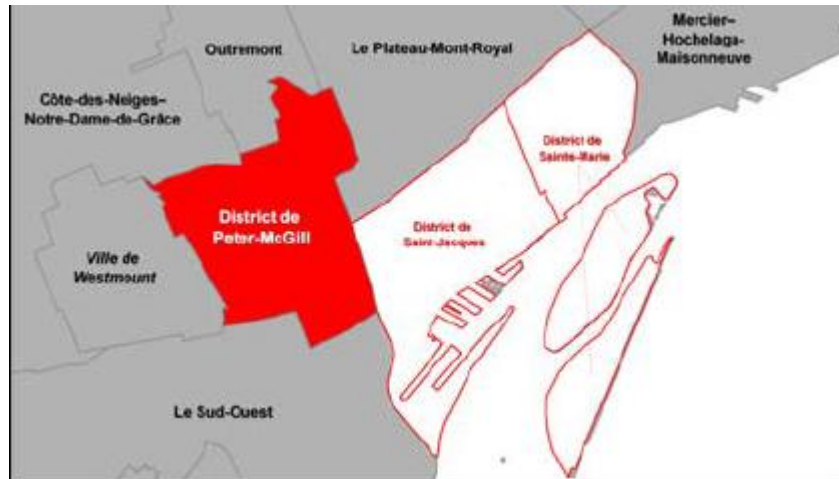 Outremont
Le Plateau-Mont-Royal
Mercier–
Hochelaga-
Maisonneuve
Côte-des-Neiges–
Notre-Dame-de-Grâce
District de
Sainte-Marie
District de
Peter-McGill
District de
Saint-Jacques
Ville de
Westmount
Le Sud-Ouest